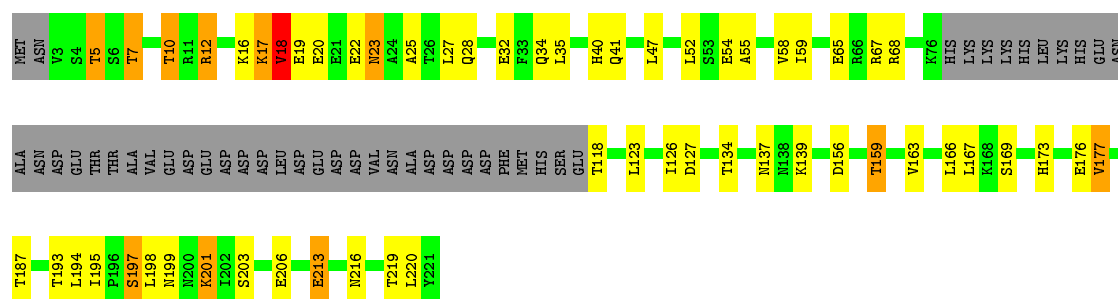 MET ASN V3 S4 T5 S6 T7 T10 R11 R12 K16 K17 V18 E19 E20 E21 E22 N23 A24 A25 T26 L27 Q28 E32 F33 Q34 L35 H40 Q41 L47 L52 S53 E54 A55 V58 I59 E65 R66 R67 R68 K76 HIS LYS LYS LYS LYS HIS LEU LYS HIS GLU ASN
ALA ASN ASP GLU THR THR ALA VAL GLU ASP GLU ASP ASP ASP LEU ASP GLU ASP ASP VAL ASN ALA ASP ASP ASP ASP PHE MET HIS SER GLU T118 L123 I126 D127 T134 N137 N138 K139 D156 T159 V163 L166 L167 K168 S169 H173 E176 V177
T187 T193 L194 I195 P196 S197 L198 N199 N200 K201 I202 S203 E206 E213 N216 T219 L220 Y221